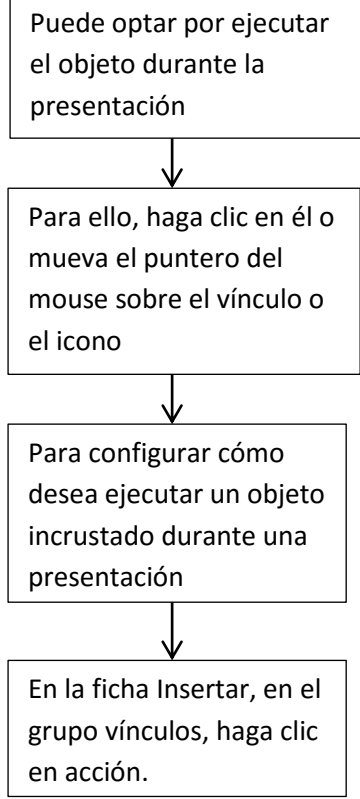 Puede optar por ejecutar
el objeto durante la
presentación
Para ello, haga clic en él o
mueva el puntero del
mouse sobre el vínculo o
el icono
Para configurar cómo
desea ejecutar un objeto
incrustado durante una
presentación
En la ficha Insertar, en el
grupo vínculos, haga clic
en acción.